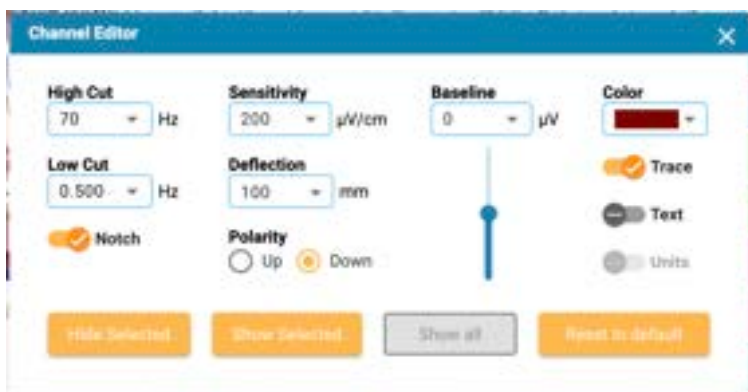 Channel Editor
High Cut Sensitivity Baseline Color
70 Hz 200 µV/cm 0 µV
Low Cut Deflection Trace
0.500 Hz 100 mm
Notch Polarity Text
Up Down Units
Hide Selected Show Selected Show all Reset to default